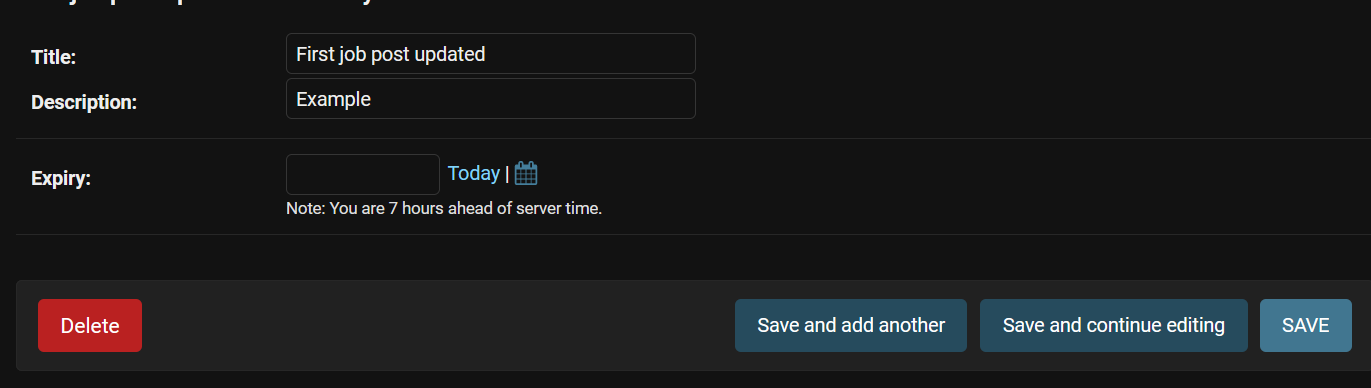 Title: First job post updated
Description: Example
Expiry: Today |
Note: You are 7 hours ahead of server time.
Delete Save and add another Save and continue editing SAVE